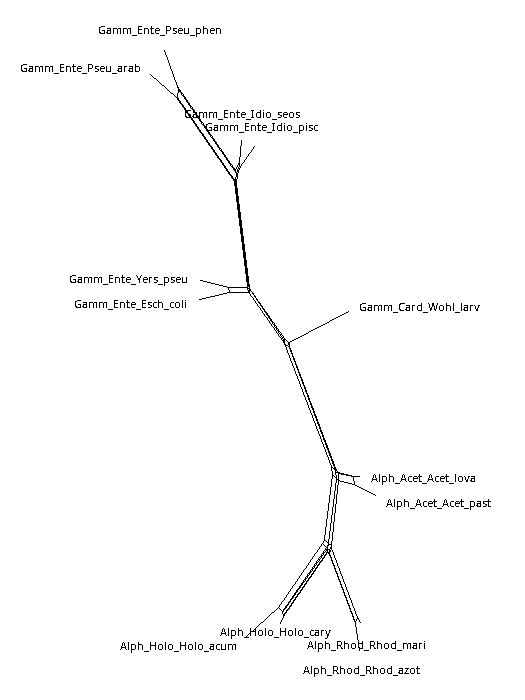 Gamm_Ente_Pseu_phen
Gamm_Ente_Pseu_arab
Gamm_Ente_Idio_seos
Gamm_Ente_Idio_pisc
Gamm_Ente_Yers_pseu
Gamm_Ente_Esch_coli
Gamm_Card_Wohl_larv
Alph_Acet_Acet_lova
Alph_Acet_Acet_past
Alph_Holo_Holo_cary
Alph_Holo_Holo_acum
Alph_Rhod_Rhod_mari
Alph_Rhod_Rhod_azot